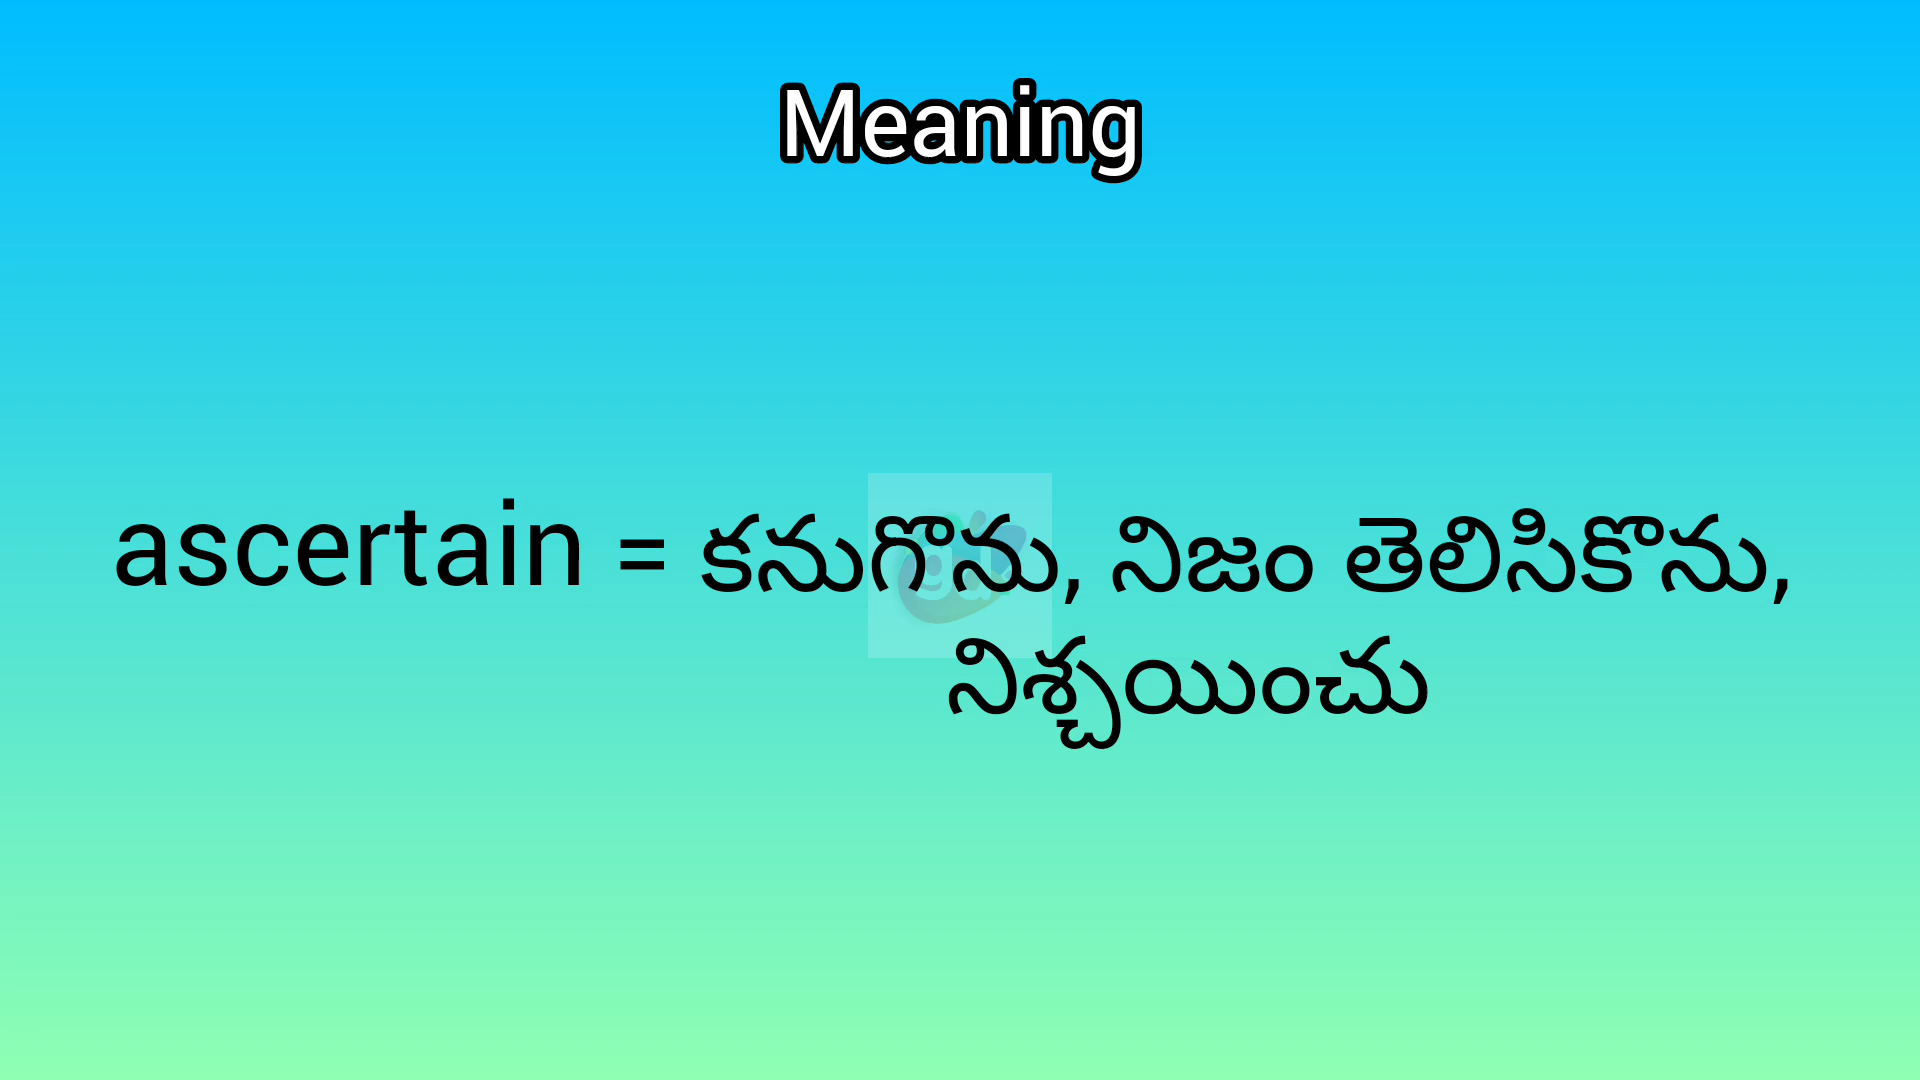 Meaning
ascertain = కనుగొను, నిజం తెలిసికొను,
నిశ్చయించు